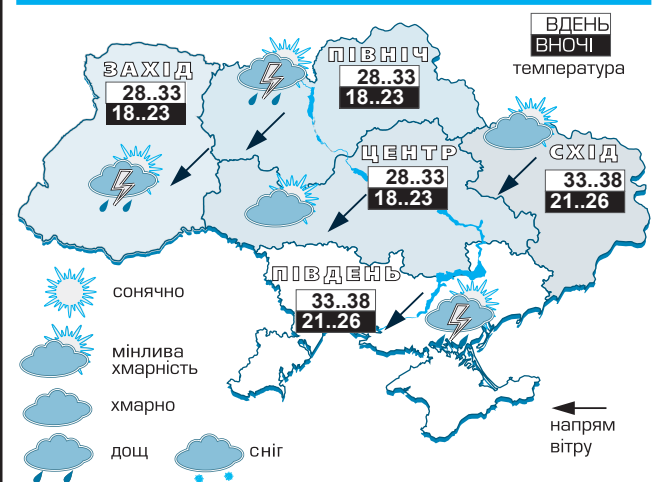 ВДЕНЬ
ВНОЧІ
температура
ЗАХІД
28..33
18..23
ПІВНІЧ
28..33
18..23
ЦЕНТР
28..33
18..23
СХІД
33..38
21..26
ПІВДЕНЬ
33..38
21..26
сонячно
мінлива
хмарність
хмарно
дощ
сніг
напрям
вітру